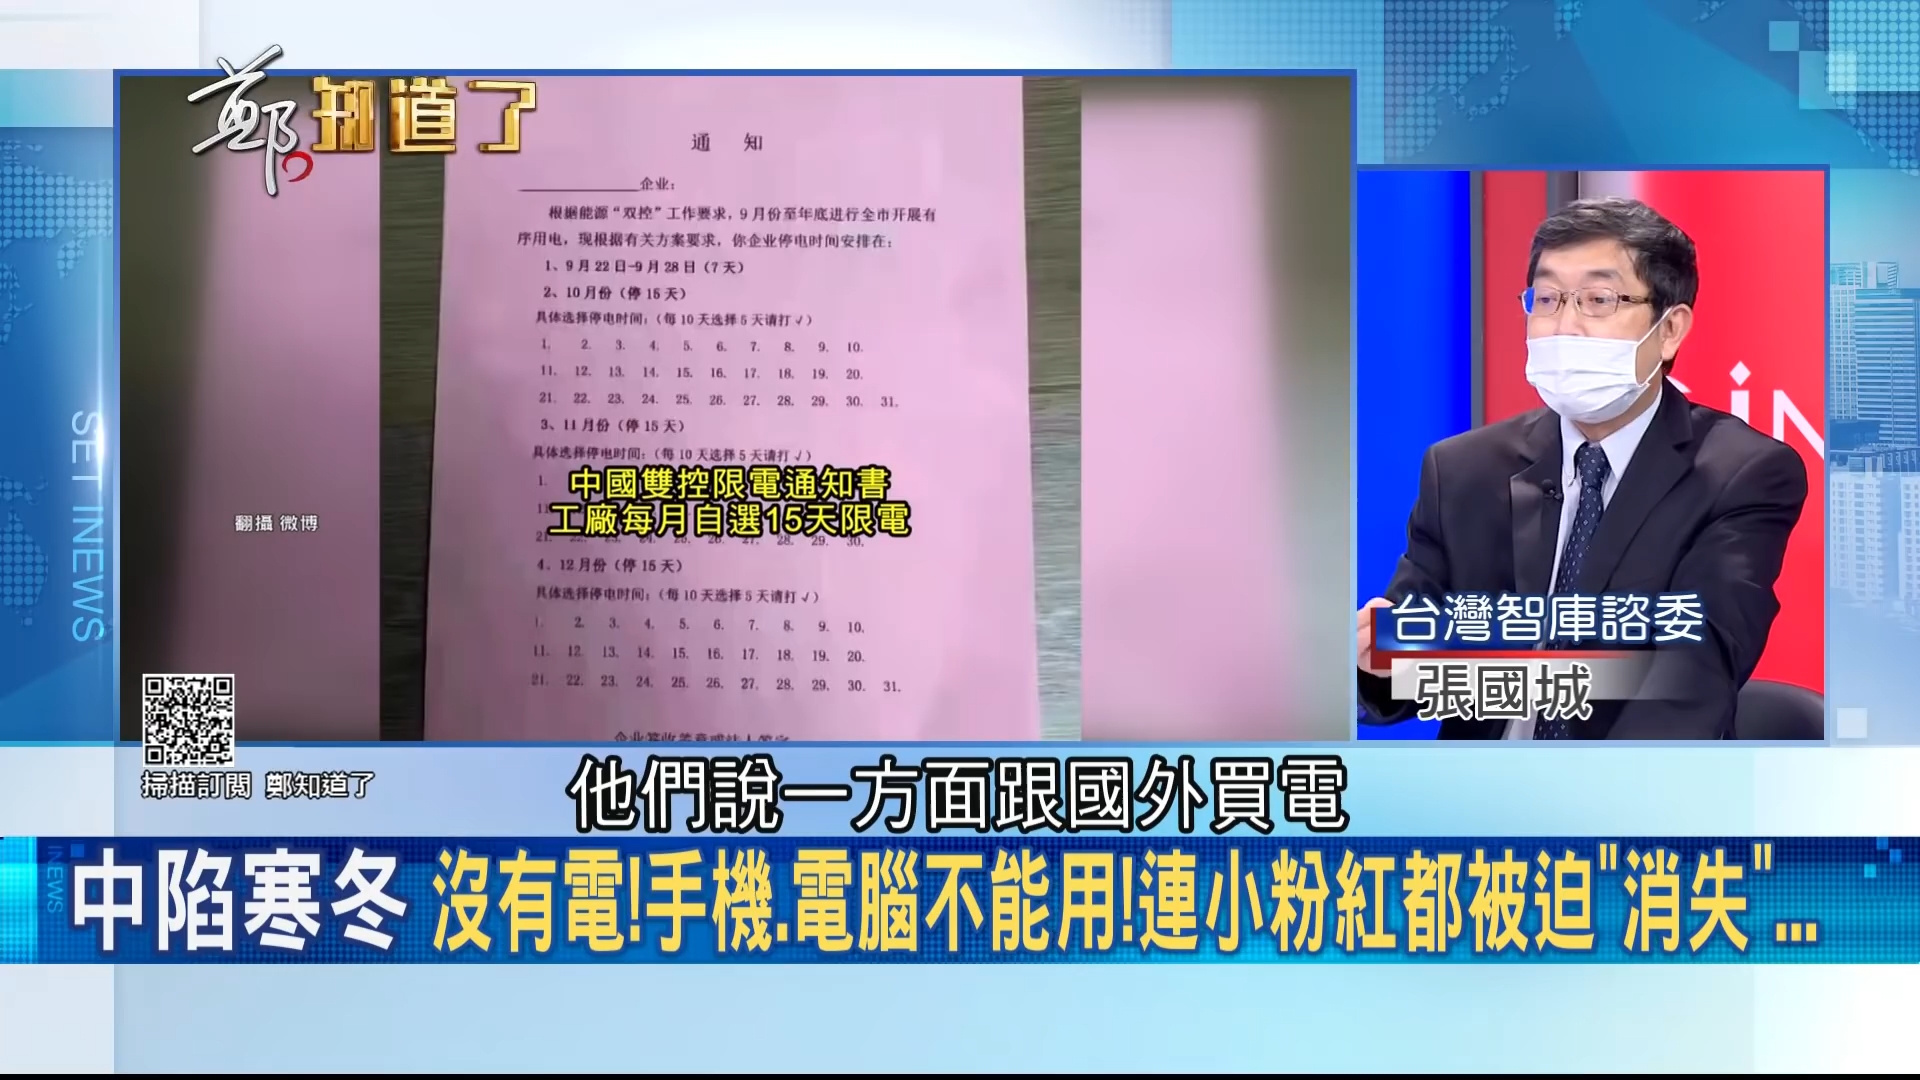 鄭知道了
通 知
企业:
根据能源“双控”工作要求，9月份至年底进行全市开展有
序用电，现根据有关方案要求，你企业停电时间安排在:
1、9月22日-9月28日（7天）
2、10月份（停15天）
具体选择停电时间:（每10天选择5天请打√）
1. 2. 3. 4. 5. 6. 7. 8. 9. 10.
11. 12. 13. 14. 15. 16. 17. 18. 19. 20.
21. 22. 23. 24. 25. 26. 27. 28. 29. 30. 31.
3、11月份（停15天）
具体选择停电时间:（每10天选择5天请打√）
1.
中國雙控限電通知書
工廠每月自選15天限電
21. 22. 23. 24. 25. 26. 27. 28. 29. 30.
4、12月份（停15天）
具体选择停电时间:（每10天选择5天请打√）
1. 2. 3. 4. 5. 6. 7. 8. 9. 10.
11. 12. 13. 14. 15. 16. 17. 18. 19. 20.
21. 22. 23. 24. 25. 26. 27. 28. 29. 30. 31.
翻攝 微博
SET iNEWS
台灣智庫諮委
張國城
掃描訂閱 鄭知道了
他們說一方面跟國外買電
iNEWS
中陷寒冬 沒有電!手機.電腦不能用!連小粉紅都被迫"消失"...